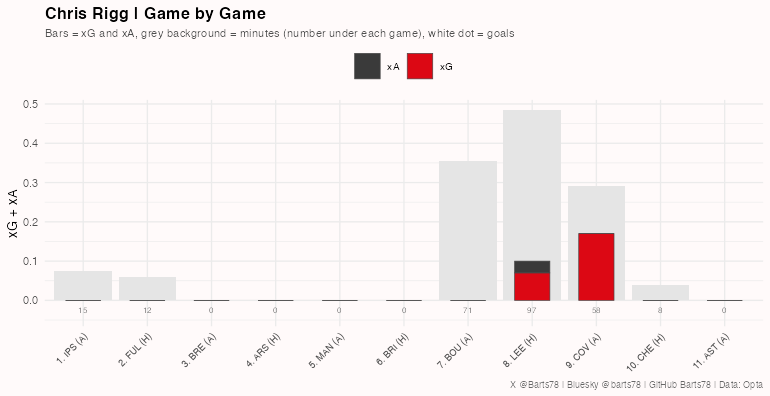 Chris Rigg | Game by Game
Bars = xG and xA, grey background = minutes (number under each game), white dot = goals
xA xG
xG + xA
0.5
0.4
0.3
0.2
0.1
0.0
15 12 0 0 0 0 71 97 58 8 0
1. IPS (A) 2. FUL (H) 3. BRE (A) 4. ARS (H) 5. MAN (A) 6. BRI (H) 7. BOU (A) 8. LEE (H) 9. COV (A) 10. CHE (H) 11. AST (A)
X @Barts78 | Bluesky @barts78 | GitHub Barts78 | Data: Opta